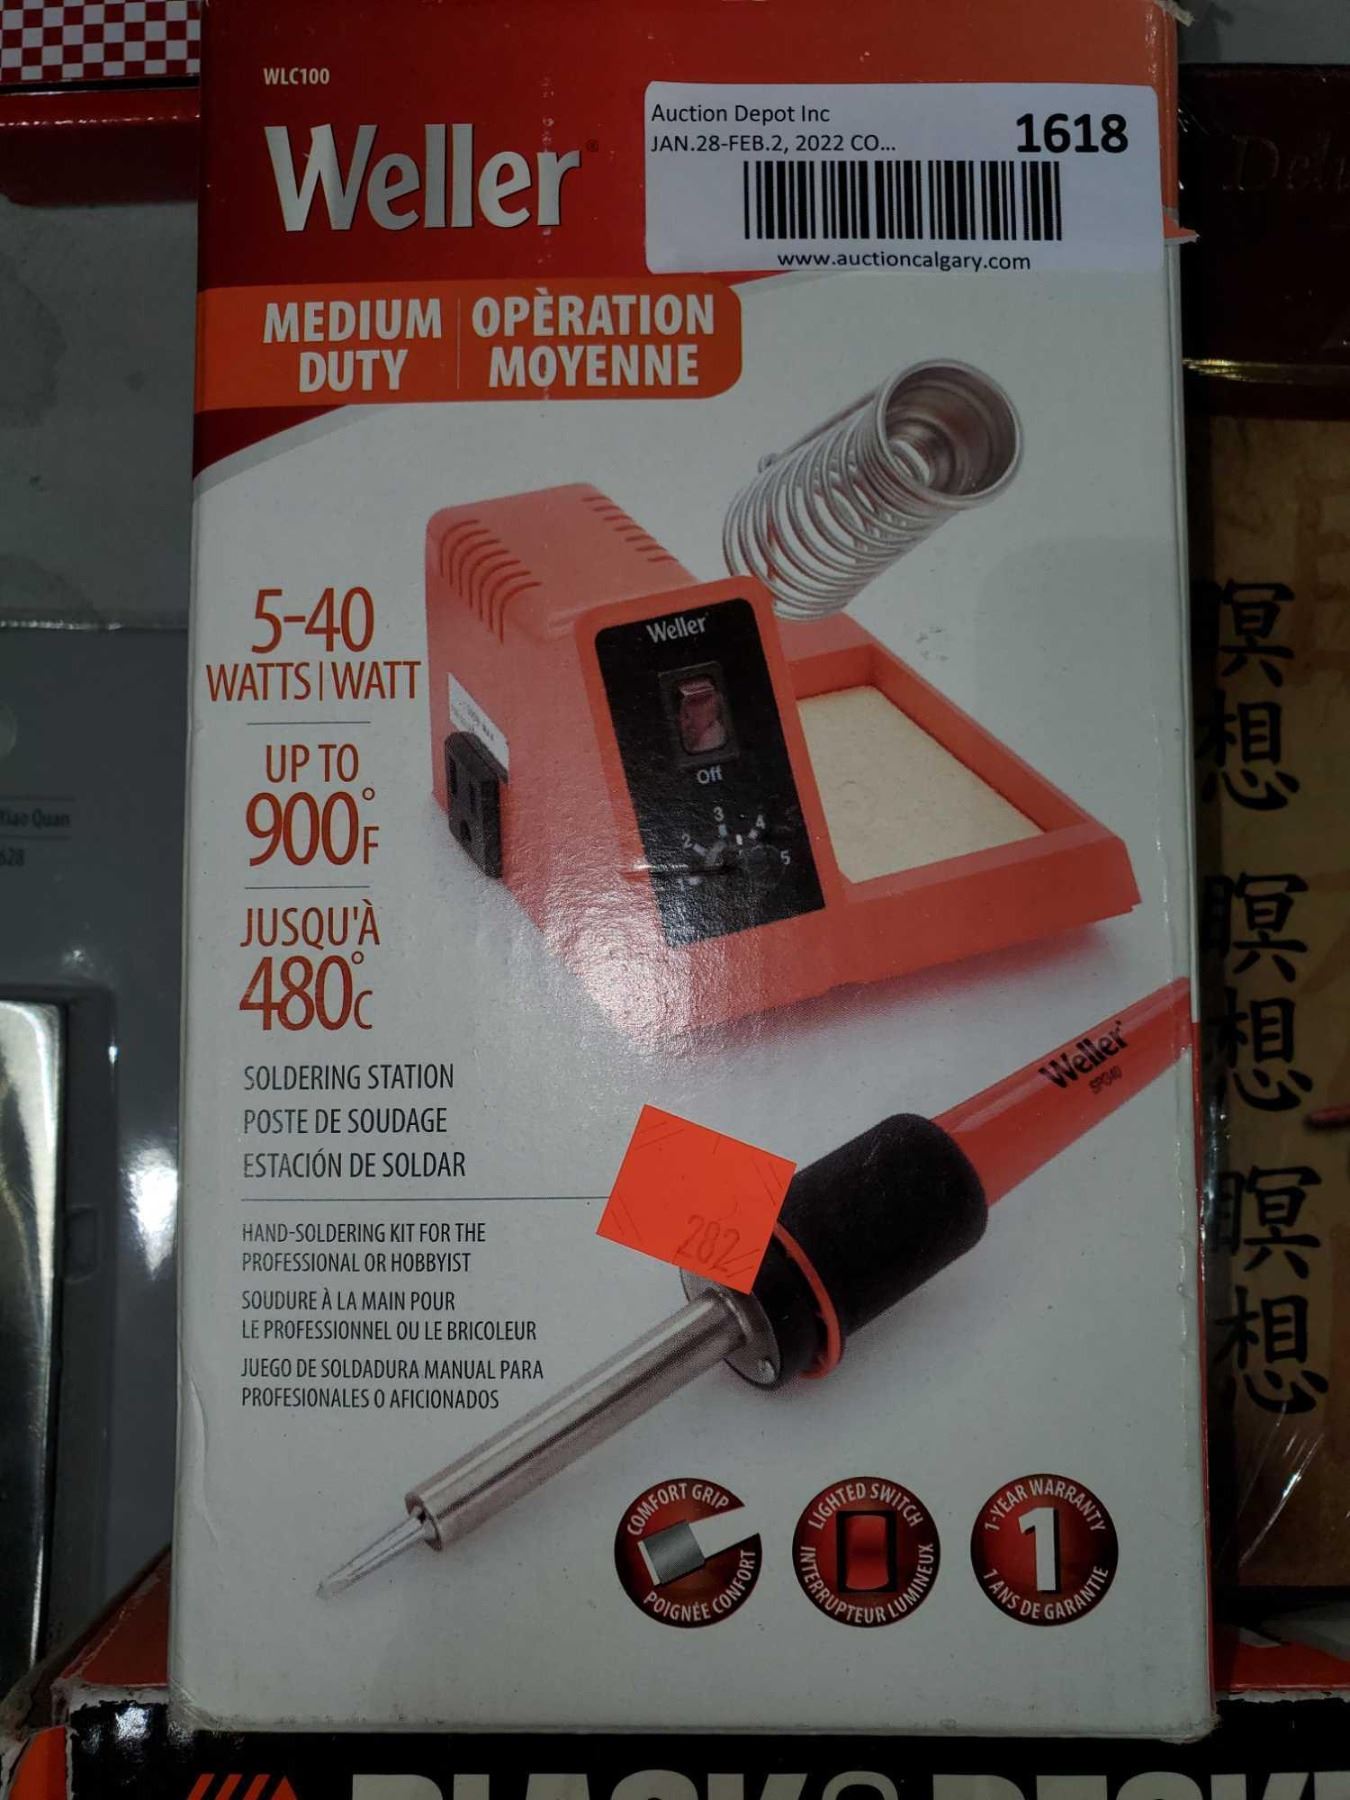 WLC100
Weller
Auction Depot Inc
1618
JAN.28-FEB.2, 2022 CO...
www.auctioncalgary.com
MEDIUM DUTY
OPÈRATION MOYENNE
Weller
Off
2 3 4 5
5-40
WATTS|WATT
UP TO
900°F
JUSQU'À
480°C
SOLDERING STATION
POSTE DE SOUDAGE
ESTACIÓN DE SOLDAR
HAND-SOLDERING KIT FOR THE
PROFESSIONAL OR HOBBYIST
SOUDURE À LA MAIN POUR
LE PROFESSIONNEL OU LE BRICOLEUR
JUEGO DE SOLDADURA MANUAL PARA
PROFESIONALES O AFICIONADOS
Weller
SPG40
282
COMFORT GRIP
POIGNÉE CONFORT
LIGHTED SWITCH
INTERRUPTEUR LUMINEUX
1-YEAR WARRANTY
1
1 ANS DE GARANTIE
Xiao Quan
628
瞑想
瞑想
瞑想